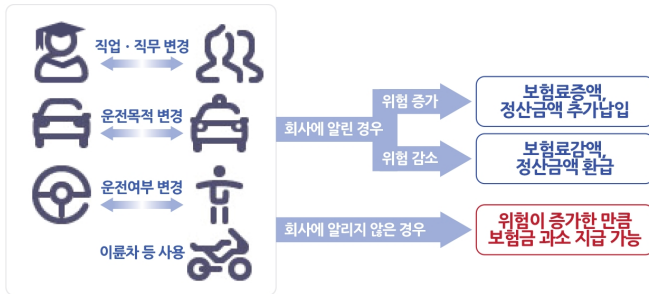 직업 · 직무 변경
운전목적 변경
운전여부 변경
이륜차 등 사용
회사에 알린 경우
위험 증가
보험료증액,
정산금액 추가납입
위험 감소
보험료감액,
정산금액 환급
회사에 알리지 않은 경우
위험이 증가한 만큼
보험금 과소 지급 가능